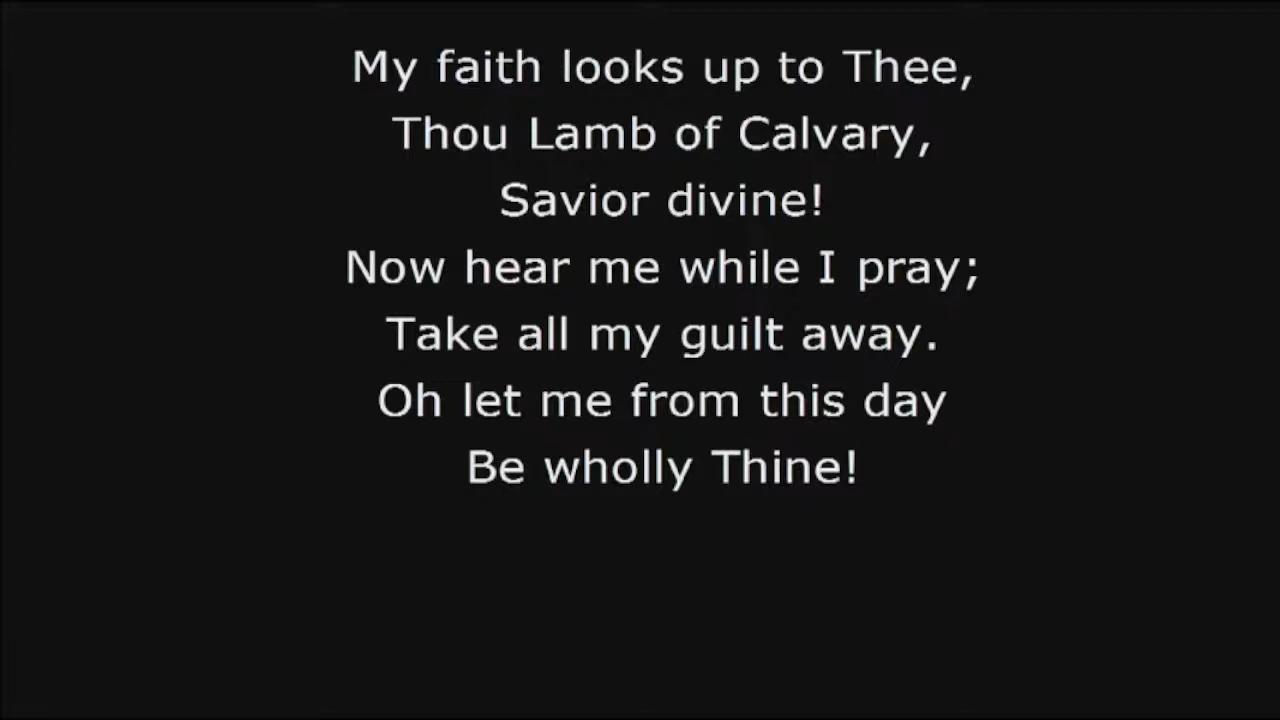 My faith looks up to Thee,
Thou Lamb of Calvary,
Savior divine!
Now hear me while I pray;
Take all my guilt away.
Oh let me from this day
Be wholly Thine!